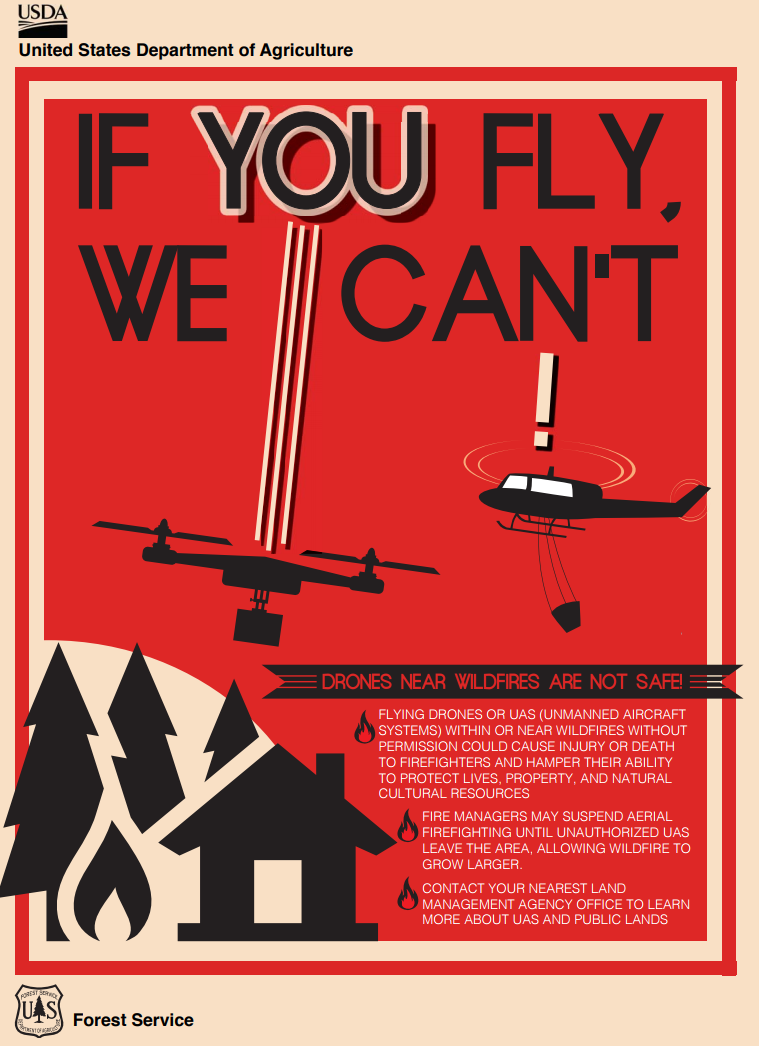 USDA
United States Department of Agriculture
IF YOU FLY,
WE CAN'T
!
DRONES NEAR WILDFIRES ARE NOT SAFE!
FLYING DRONES OR UAS (UNMANNED AIRCRAFT
SYSTEMS) WITHIN OR NEAR WILDFIRES WITHOUT
PERMISSION COULD CAUSE INJURY OR DEATH
TO FIREFIGHTERS AND HAMPER THEIR ABILITY
TO PROTECT LIVES, PROPERTY, AND NATURAL
CULTURAL RESOURCES
FIRE MANAGERS MAY SUSPEND AERIAL
FIREFIGHTING UNTIL UNAUTHORIZED UAS
LEAVE THE AREA, ALLOWING WILDFIRE TO
GROW LARGER.
CONTACT YOUR NEAREST LAND
MANAGEMENT AGENCY OFFICE TO LEARN
MORE ABOUT UAS AND PUBLIC LANDS
FOREST SERVICE
U S
DEPARTMENT OF AGRICULTURE
Forest Service